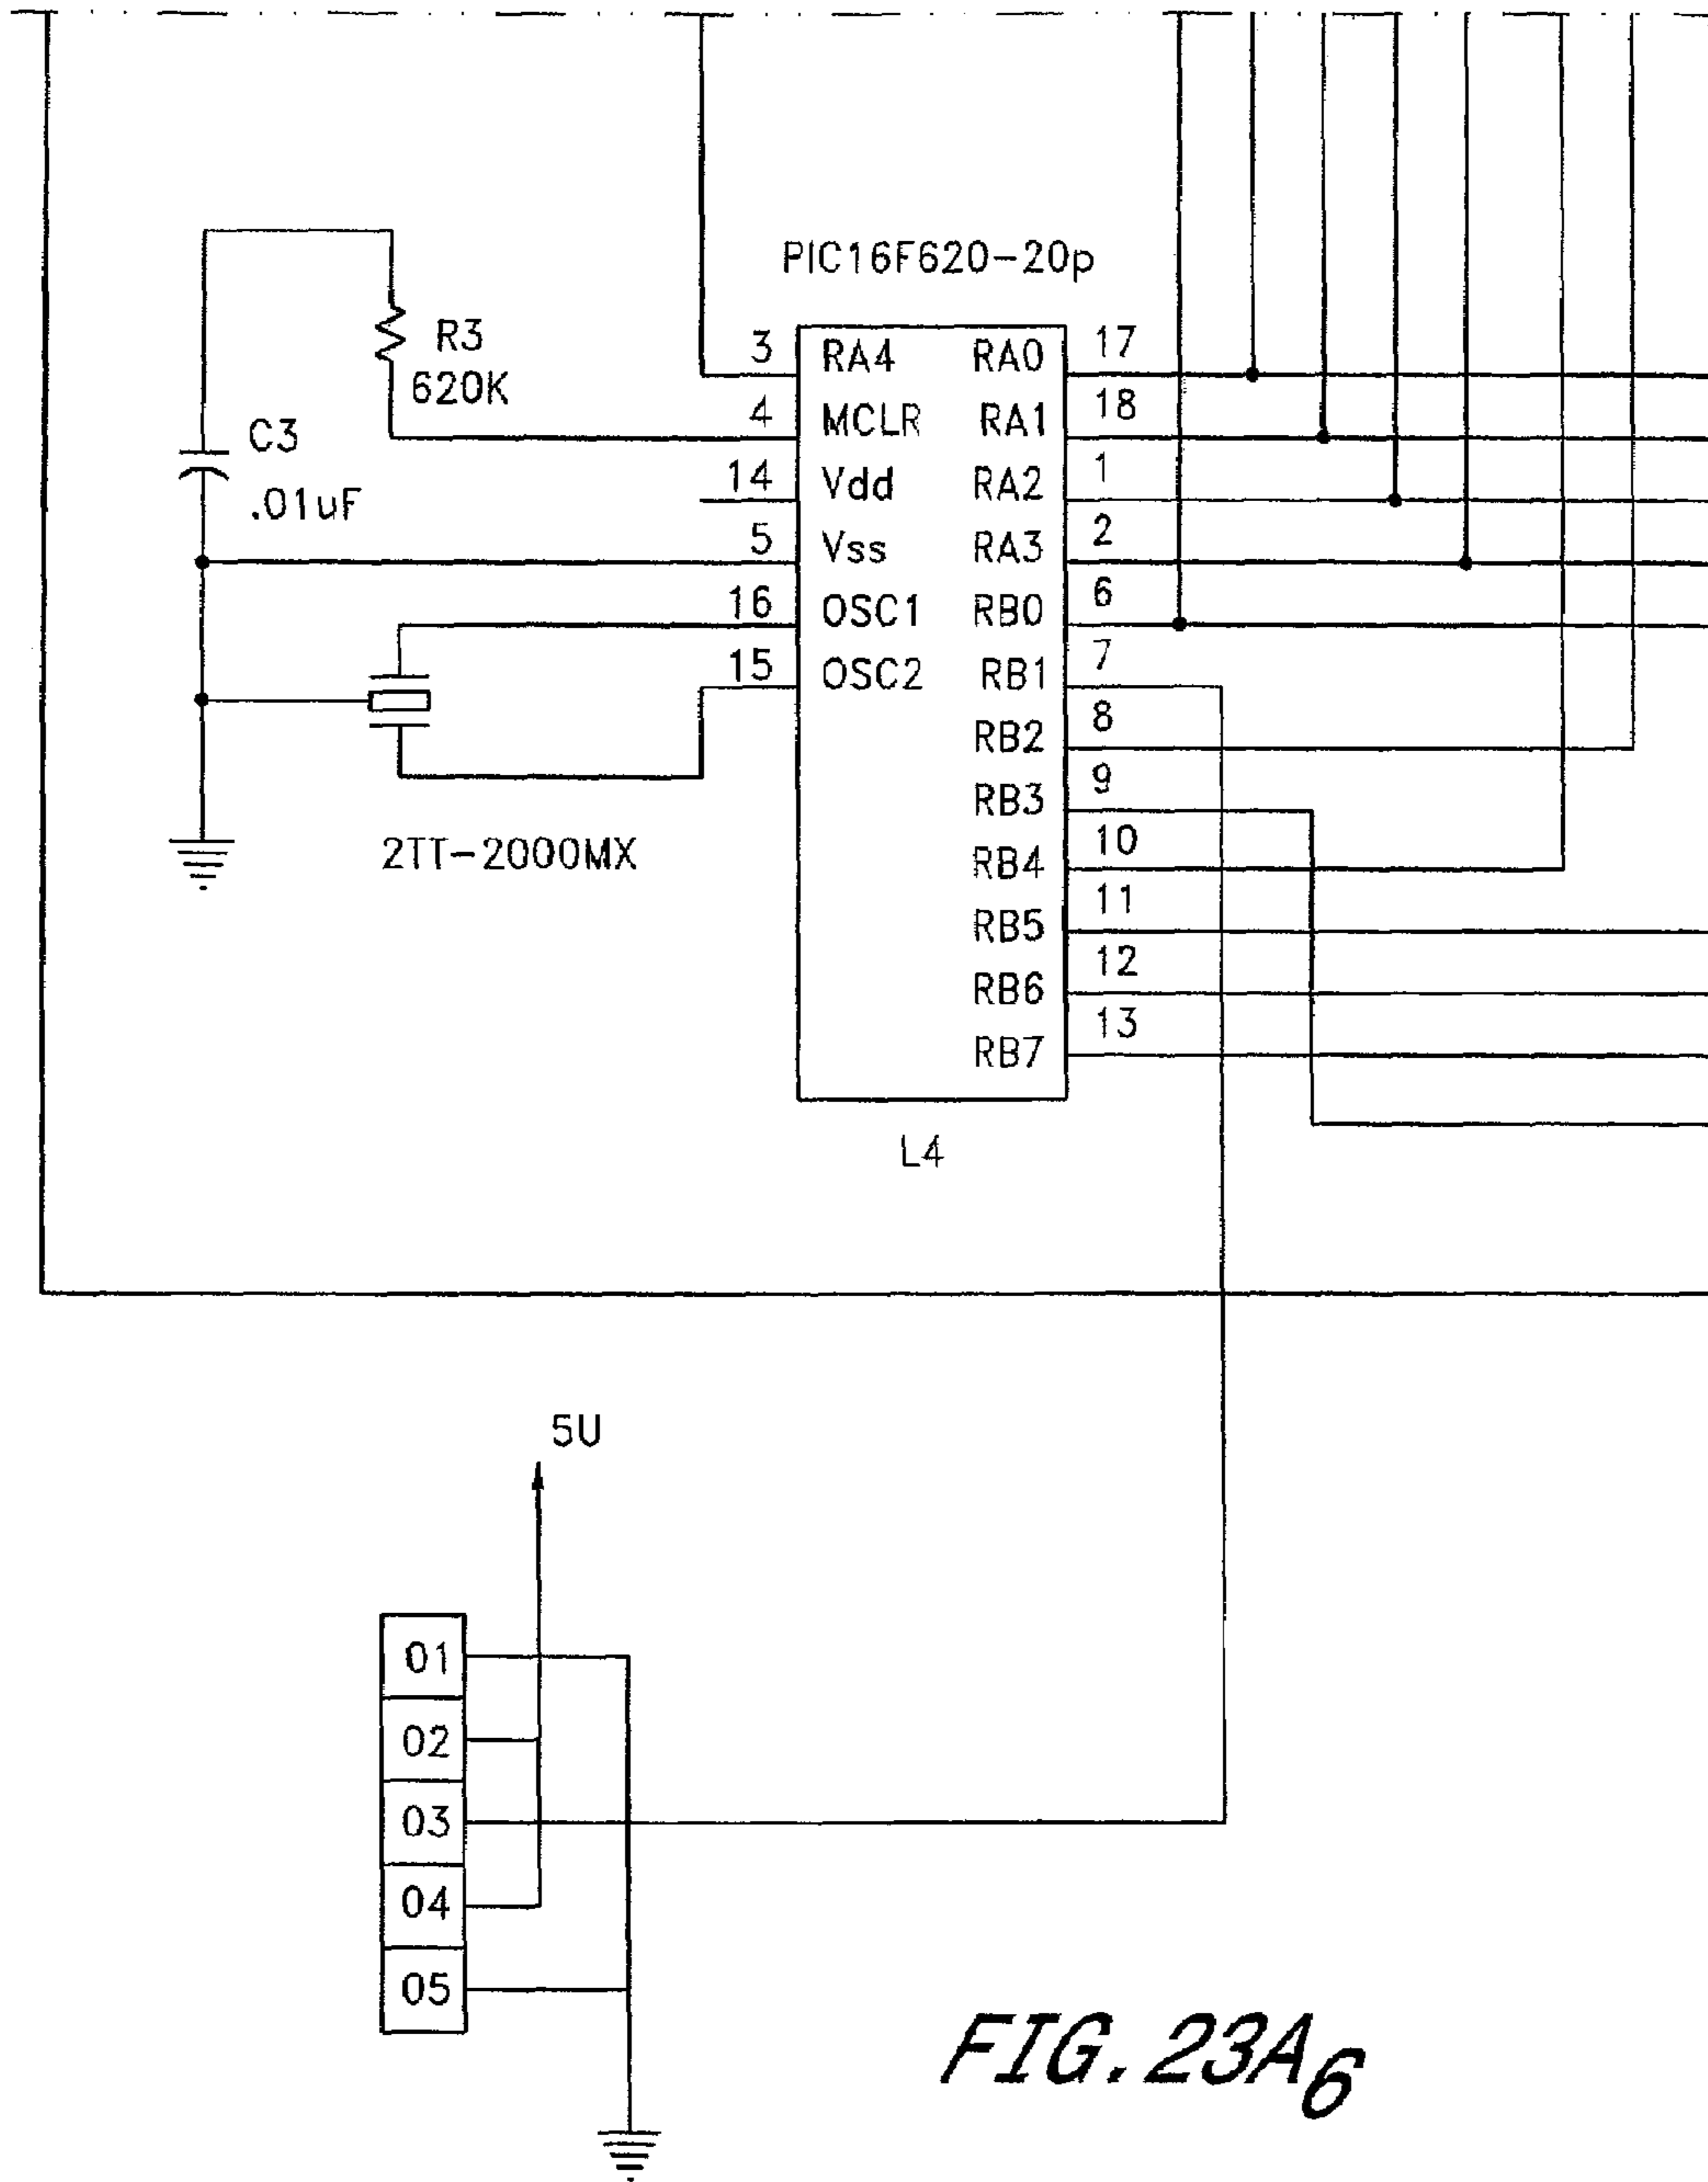 PIC16F620-20p
R3
620K
C3
.01uF
3 RA4 RA0 17
4 MCLR RA1 18
14 Vdd RA2 1
5 Vss RA3 2
16 OSC1 RB0 6
15 OSC2 RB1 7
RB2 8
RB3 9
RB4 10
RB5 11
RB6 12
RB7 13
2TT-2000MX
L4
5U
01
02
03
04
05
FIG. 23A6